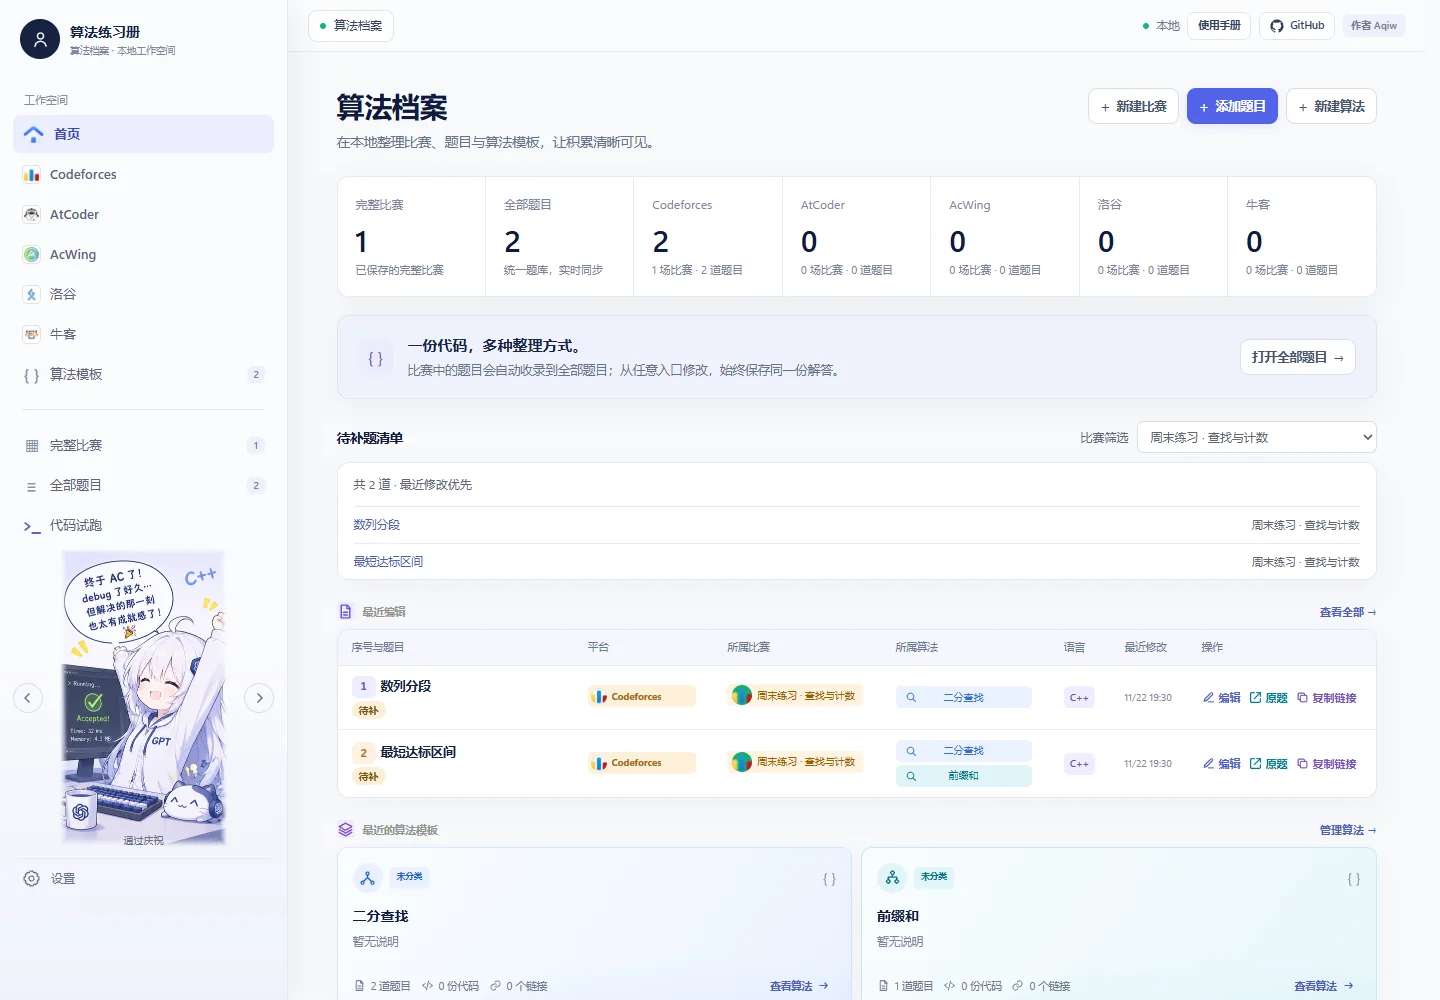 算法练习册
算法档案 · 本地工作空间
工作空间
首页
Codeforces
AtCoder
AcWing
洛谷
牛客
{ } 算法模板 2
完整比赛 1
全部题目 2
代码试跑
终于 AC 了!
debug 了好久…
但解决的那一刻
也太有成就感了!
C++
> Running...
Accepted!
Time: 32 ms
Memory: 4.1 MB
GPT
通过庆祝
设置
算法档案
本地
使用手册
GitHub
作者 Aqiw
算法档案
在本地整理比赛、题目与算法模板，让积累清晰可见。
+ 新建比赛
+ 添加题目
+ 新建算法
完整比赛
1
已保存的完整比赛
全部题目
2
统一题库，实时同步
Codeforces
2
1 场比赛 · 2 道题目
AtCoder
0
0 场比赛 · 0 道题目
AcWing
0
0 场比赛 · 0 道题目
洛谷
0
0 场比赛 · 0 道题目
牛客
0
0 场比赛 · 0 道题目
{ }
一份代码，多种整理方式。
比赛中的题目会自动收录到全部题目；从任意入口修改，始终保存同一份解答。
打开全部题目 →
待补题清单
比赛筛选
周末练习 · 查找与计数
共 2 道 · 最近修改优先
数列分段 周末练习 · 查找与计数
最短达标区间 周末练习 · 查找与计数
最近编辑
查看全部 →
序号与题目 平台 所属比赛 所属算法 语言 最近修改 操作
1 数列分段
待补
Codeforces
周末练习 · 查找与计数
二分查找
C++
11/22 19:30
编辑 原题 复制链接
2 最短达标区间
待补
Codeforces
周末练习 · 查找与计数
二分查找
前缀和
C++
11/22 19:30
编辑 原题 复制链接
最近的算法模板
管理算法 →
未分类
{ }
二分查找
暂无说明
2 道题目 0 份代码 0 个链接
查看算法 →
未分类
{ }
前缀和
暂无说明
1 道题目 0 份代码 0 个链接
查看算法 →